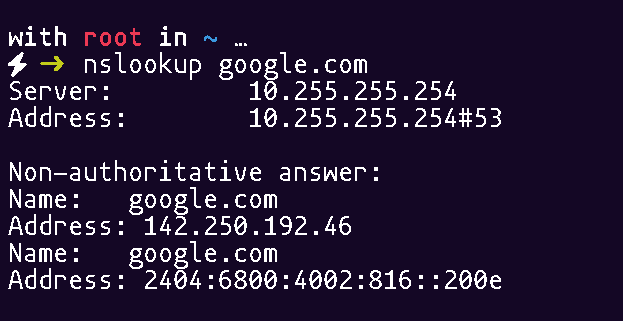 with root in ~ …
⚡ ➜ nslookup google.com
Server:         10.255.255.254
Address:        10.255.255.254#53

Non-authoritative answer:
Name:   google.com
Address: 142.250.192.46
Name:   google.com
Address: 2404:6800:4002:816::200e